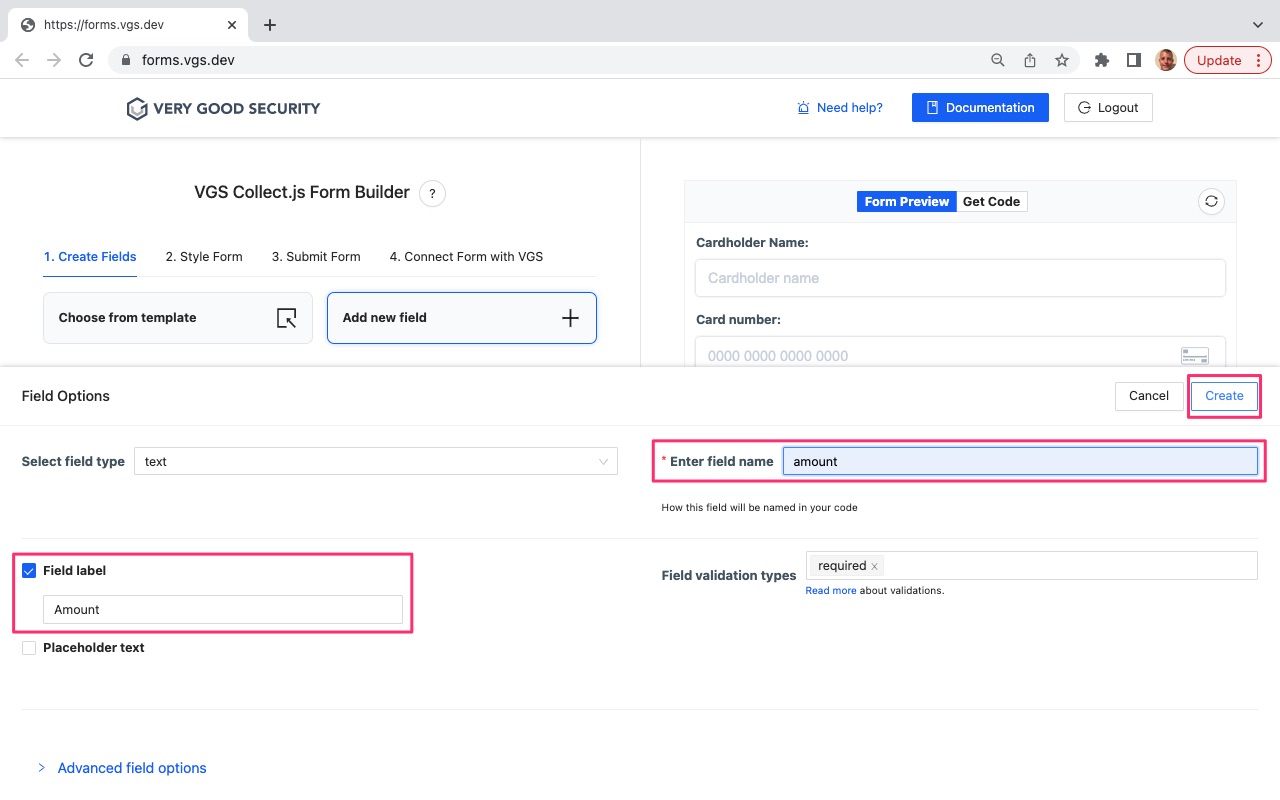 https://forms.vgs.dev
forms.vgs.dev
Update
VERY GOOD SECURITY
Need help?
Documentation
Logout
VGS Collect.js Form Builder ?
1. Create Fields 2. Style Form 3. Submit Form 4. Connect Form with VGS
Choose from template
Add new field
Form Preview Get Code
Cardholder Name:
Cardholder name
Card number:
0000 0000 0000 0000
Field Options
Cancel
Create
Select field type text
* Enter field name amount
How this field will be named in your code
Field label
Amount
Placeholder text
Field validation types required x
Read more about validations.
> Advanced field options